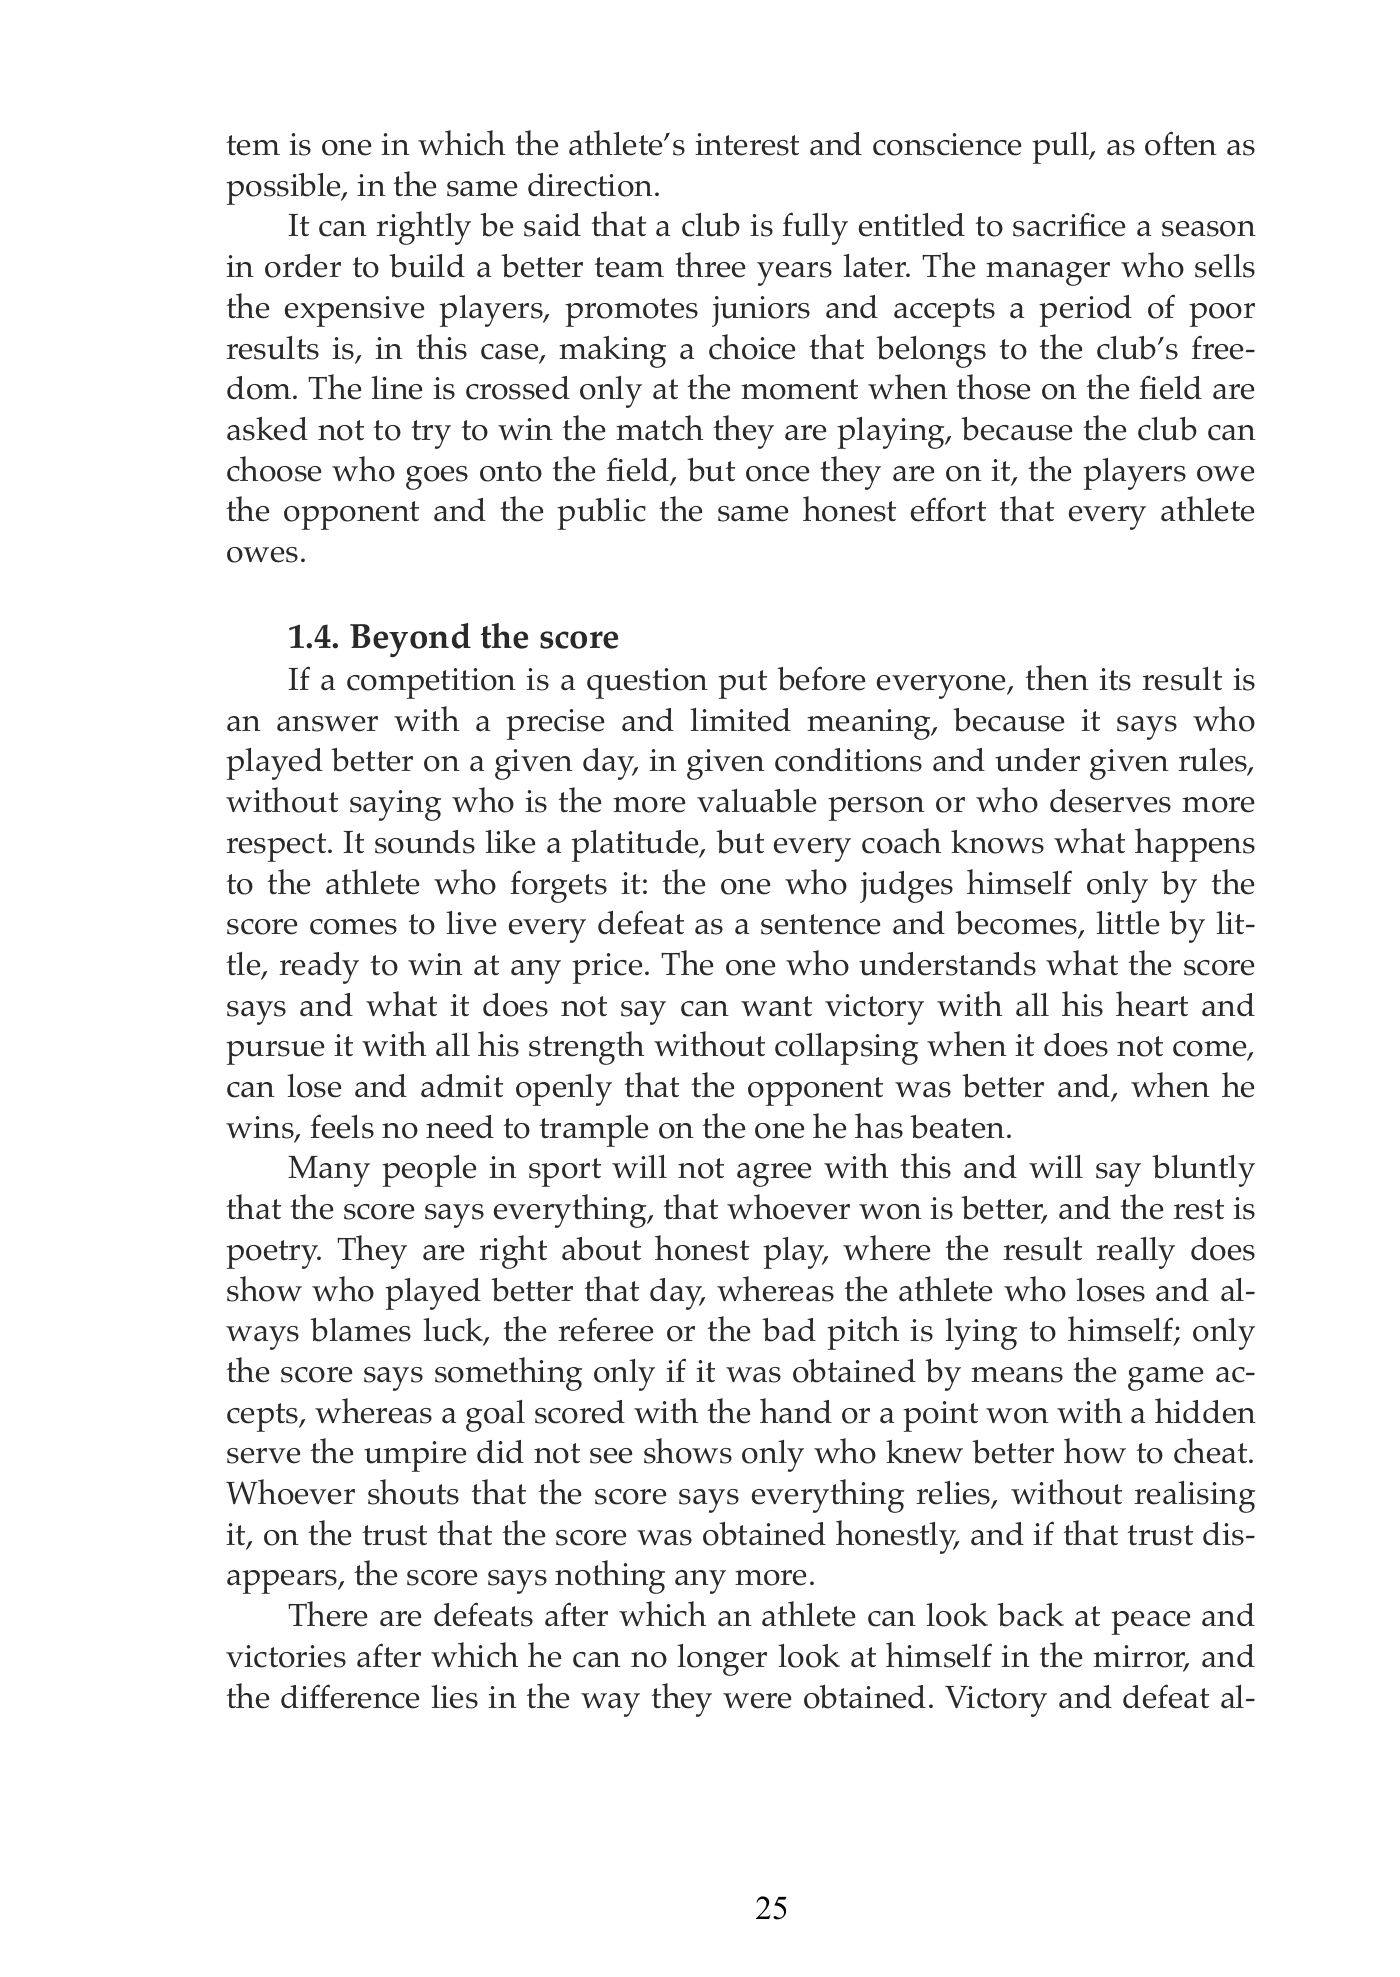 tem is one in which the athlete’s interest and conscience pull, as often as
possible, in the same direction.
It can rightly be said that a club is fully entitled to sacrifice a season
in order to build a better team three years later. The manager who sells
the expensive players, promotes juniors and accepts a period of poor
results is, in this case, making a choice that belongs to the club’s free-
dom. The line is crossed only at the moment when those on the field are
asked not to try to win the match they are playing, because the club can
choose who goes onto the field, but once they are on it, the players owe
the opponent and the public the same honest effort that every athlete
owes.
1.4. Beyond the score
If a competition is a question put before everyone, then its result is
an answer with a precise and limited meaning, because it says who
played better on a given day, in given conditions and under given rules,
without saying who is the more valuable person or who deserves more
respect. It sounds like a platitude, but every coach knows what happens
to the athlete who forgets it: the one who judges himself only by the
score comes to live every defeat as a sentence and becomes, little by lit-
tle, ready to win at any price. The one who understands what the score
says and what it does not say can want victory with all his heart and
pursue it with all his strength without collapsing when it does not come,
can lose and admit openly that the opponent was better and, when he
wins, feels no need to trample on the one he has beaten.
Many people in sport will not agree with this and will say bluntly
that the score says everything, that whoever won is better, and the rest is
poetry. They are right about honest play, where the result really does
show who played better that day, whereas the athlete who loses and al-
ways blames luck, the referee or the bad pitch is lying to himself; only
the score says something only if it was obtained by means the game ac-
cepts, whereas a goal scored with the hand or a point won with a hidden
serve the umpire did not see shows only who knew better how to cheat.
Whoever shouts that the score says everything relies, without realising
it, on the trust that the score was obtained honestly, and if that trust dis-
appears, the score says nothing any more.
There are defeats after which an athlete can look back at peace and
victories after which he can no longer look at himself in the mirror, and
the difference lies in the way they were obtained. Victory and defeat al-
25